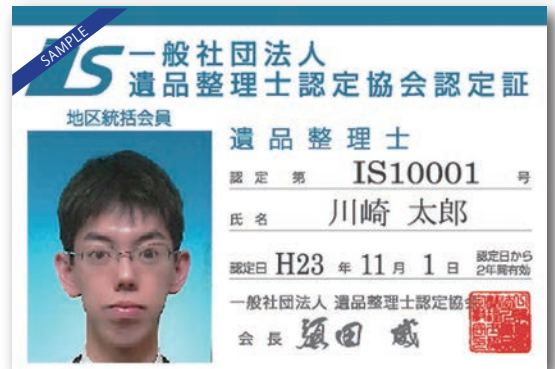 SAMPLE
IS
一般社団法人
遺品整理士認定協会認定証
地区統括会員
遺品整理士
認定 第 IS10001 号
氏名 川崎 太郎
認定日 H23 年 11 月 1 日
認定日から
2年間有効
一般社団法人 遺品整理士認定協会
会長